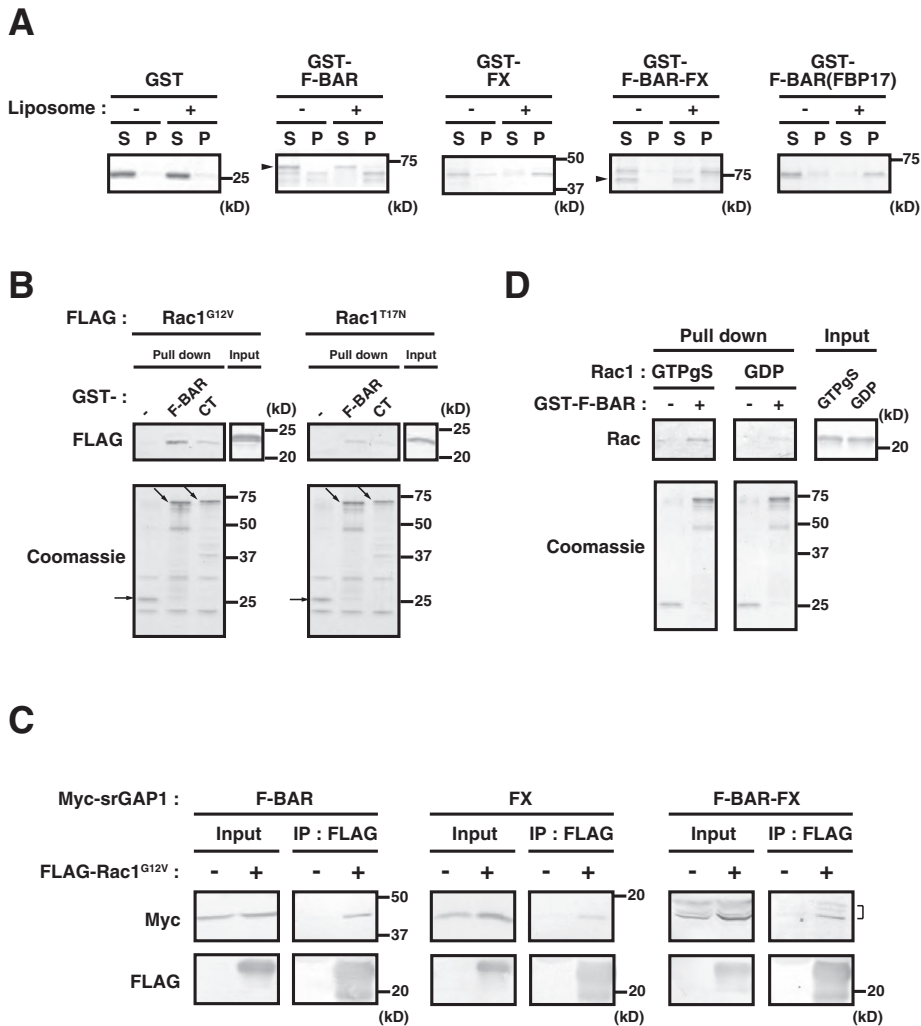 A
GST
GST-
F-BAR
GST-
FX
GST-
F-BAR-FX
GST-
F-BAR(FBP17)
Liposome : - + - + - + - + - +
S P S P S P S P S P S P S P S P S P S P
25
(kD)
75
(kD)
50
37
(kD)
75
(kD)
75
(kD)
B
FLAG : Rac1G12V Rac1T17N
Pull down Input Pull down Input
GST- : - F-BAR CT - F-BAR CT
(kD) (kD)
FLAG 25 20 25 20
Coomassie
75 75
50 50
37 37
25 25
D
Pull down Input
Rac1 : GTPgS GDP GTPgS GDP
GST-F-BAR : - + - +
(kD)
Rac 20
Coomassie
75
50
37
25
C
Myc-srGAP1 : F-BAR FX F-BAR-FX
Input IP : FLAG Input IP : FLAG Input IP : FLAG
FLAG-Rac1G12V : - + - + - + - + - + - +
Myc 50 37 20
FLAG 20 20 20
(kD) (kD) (kD)